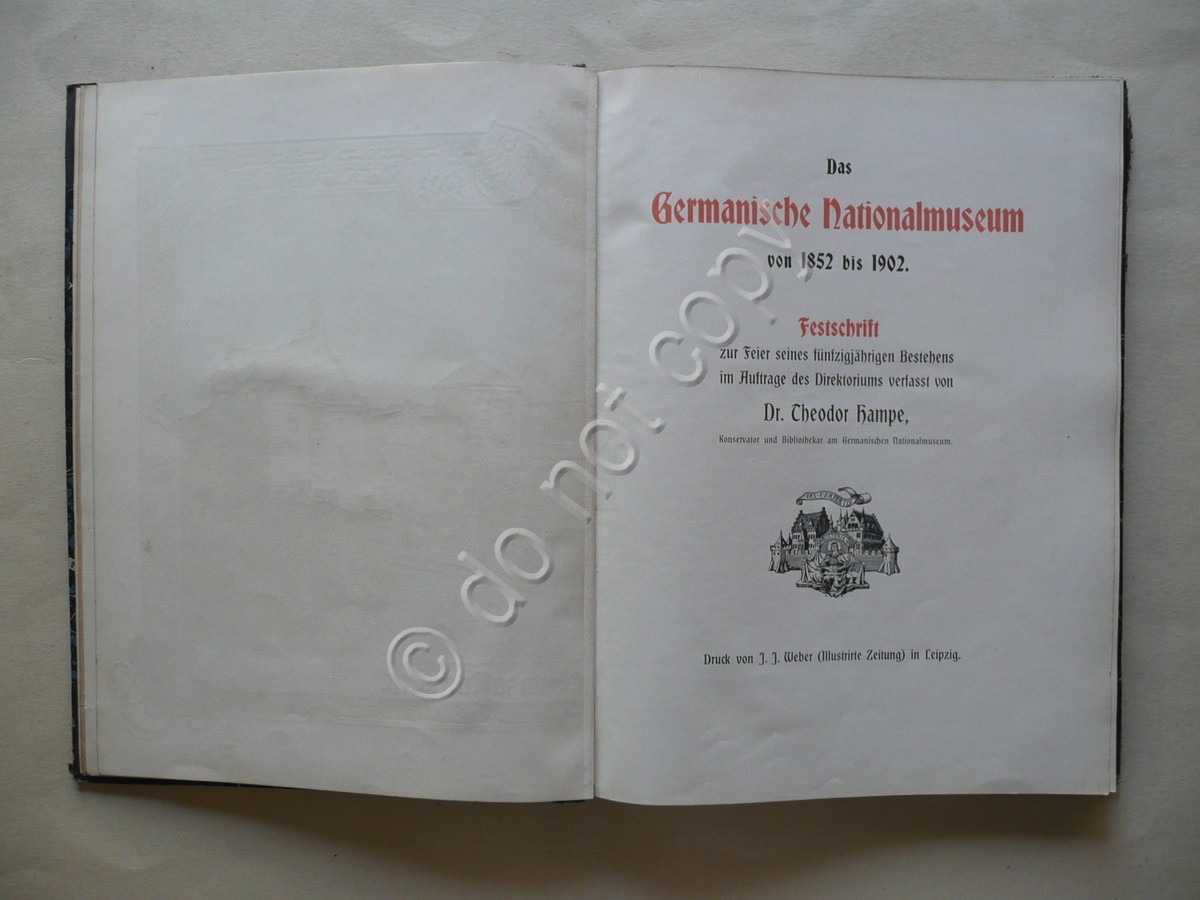 Das
Germanische Nationalmuseum
von 1852 bis 1902.
Festschrift
zur Feier seines fünfzigjährigen Bestehens
im Auftrage des Direktoriums verfasst von
Dr. Theodor Hampe,
Konservator und Bibliothekar am Germanischen Nationalmuseum.
Druck von J. J. Weber (Illustrirte Zeitung) in Leipzig.
© do not copy